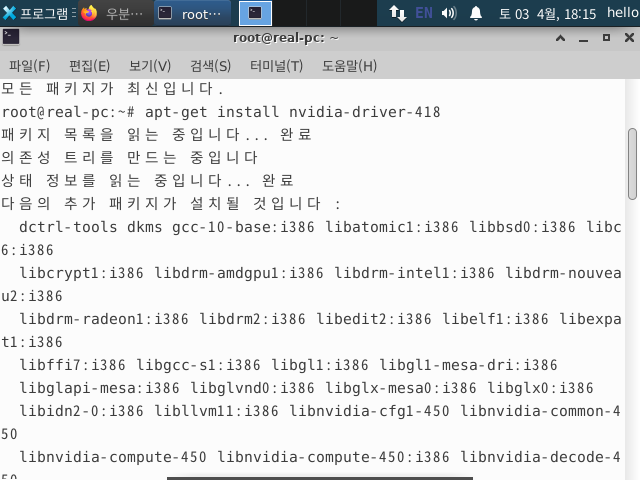 프로그램
우분…
root…
EN
토 03 4월, 18:15
hello
root@real-pc: ~
파일(F) 편집(E) 보기(V) 검색(S) 터미널(T) 도움말(H)
모든 패키지가 최신입니다.
root@real-pc:~# apt-get install nvidia-driver-418
패키지 목록을 읽는 중입니다... 완료
의존성 트리를 만드는 중입니다
상태 정보를 읽는 중입니다... 완료
다음의 추가 패키지가 설치될 것입니다 :
dctrl-tools dkms gcc-10-base:i386 libatomic1:i386 libbsd0:i386 libc
6:i386
libcrypt1:i386 libdrm-amdgpu1:i386 libdrm-intel1:i386 libdrm-nouvea
u2:i386
libdrm-radeon1:i386 libdrm2:i386 libedit2:i386 libelf1:i386 libexpa
t1:i386
libffi7:i386 libgcc-s1:i386 libgl1:i386 libgl1-mesa-dri:i386
libglapi-mesa:i386 libglvnd0:i386 libglx-mesa0:i386 libglx0:i386
libidn2-0:i386 libllvm11:i386 libnvidia-cfg1-450 libnvidia-common-4
50
libnvidia-compute-450 libnvidia-compute-450:i386 libnvidia-decode-4
50